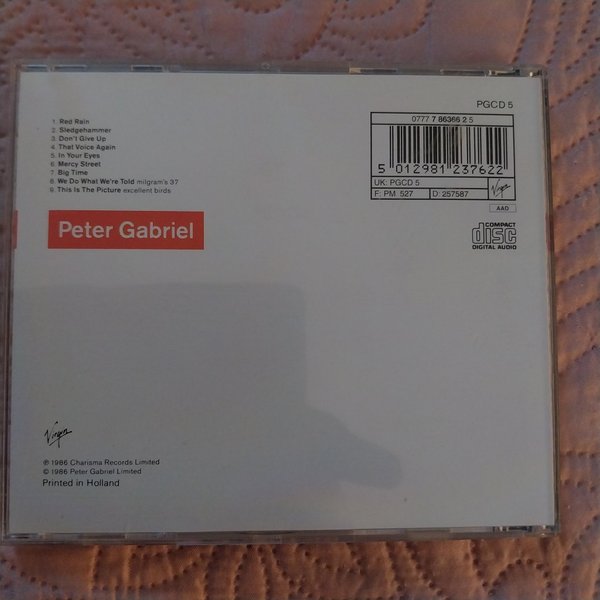 PGCD 5
0777 7 86366 2 5
5 012981 237622
UK: PGCD 5
F: PM 527 D: 257587
Virgin
AAD
COMPACT
disc
DIGITAL AUDIO
1. Red Rain
2. Sledgehammer
3. Don't Give Up
4. That Voice Again
5. In Your Eyes
6. Mercy Street
7. Big Time
8. We Do What We're Told milgram's 37
9. This Is The Picture excellent birds
Peter Gabriel
Virgin
℗ 1986 Charisma Records Limited
© 1986 Peter Gabriel Limited
Printed in Holland